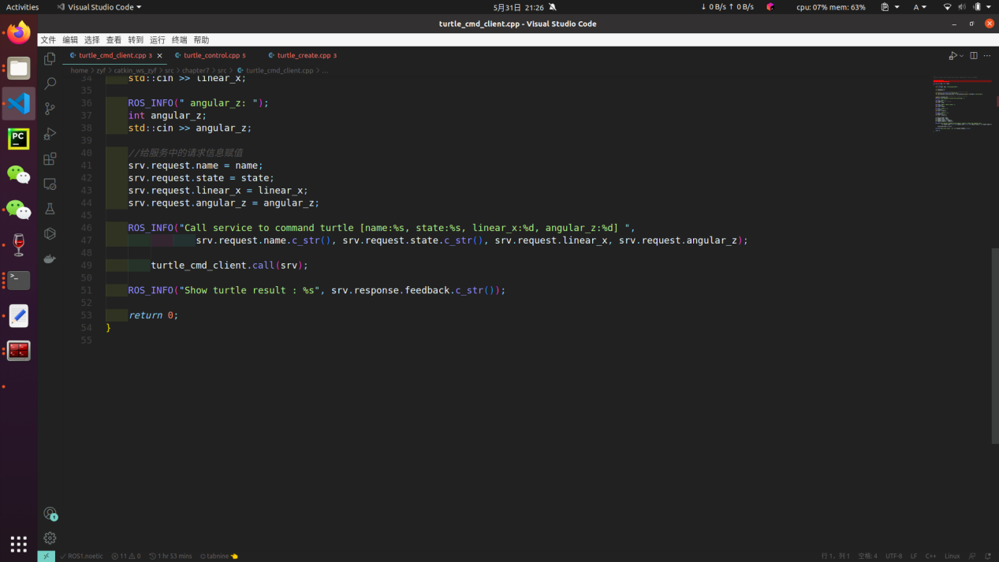 Activities
Visual Studio Code
5月31日 21:26
↓ 0 B/s ↑ 0 B/s
cpu: 07% mem: 63%
A
turtle_cmd_client.cpp - Visual Studio Code
文件 编辑 选择 查看 转到 运行 终端 帮助
turtle_cmd_client.cpp 3
turtle_control.cpp 5
turtle_create.cpp 3
home > zyf > catkin_ws_zyf > src > chapter7 > src > turtle_cmd_client.cpp > ...
34 std::cin >> linear_x;
35
36 ROS_INFO(" angular_z: ");
37 int angular_z;
38 std::cin >> angular_z;
39
40 //给服务中的请求信息赋值
41 srv.request.name = name;
42 srv.request.state = state;
43 srv.request.linear_x = linear_x;
44 srv.request.angular_z = angular_z;
45
46 ROS_INFO("Call service to command turtle [name:%s, state:%s, linear_x:%d, angular_z:%d] ",
47 srv.request.name.c_str(), srv.request.state.c_str(), srv.request.linear_x, srv.request.angular_z);
48
49 turtle_cmd_client.call(srv);
50
51 ROS_INFO("Show turtle result : %s", srv.response.feedback.c_str());
52
53 return 0;
54 }
55
PC
>_
1
ROS1.noetic
11 0
1 hr 53 mins
tabnine
行 1，列 1
空格: 4
UTF-8
LF
C++
Linux